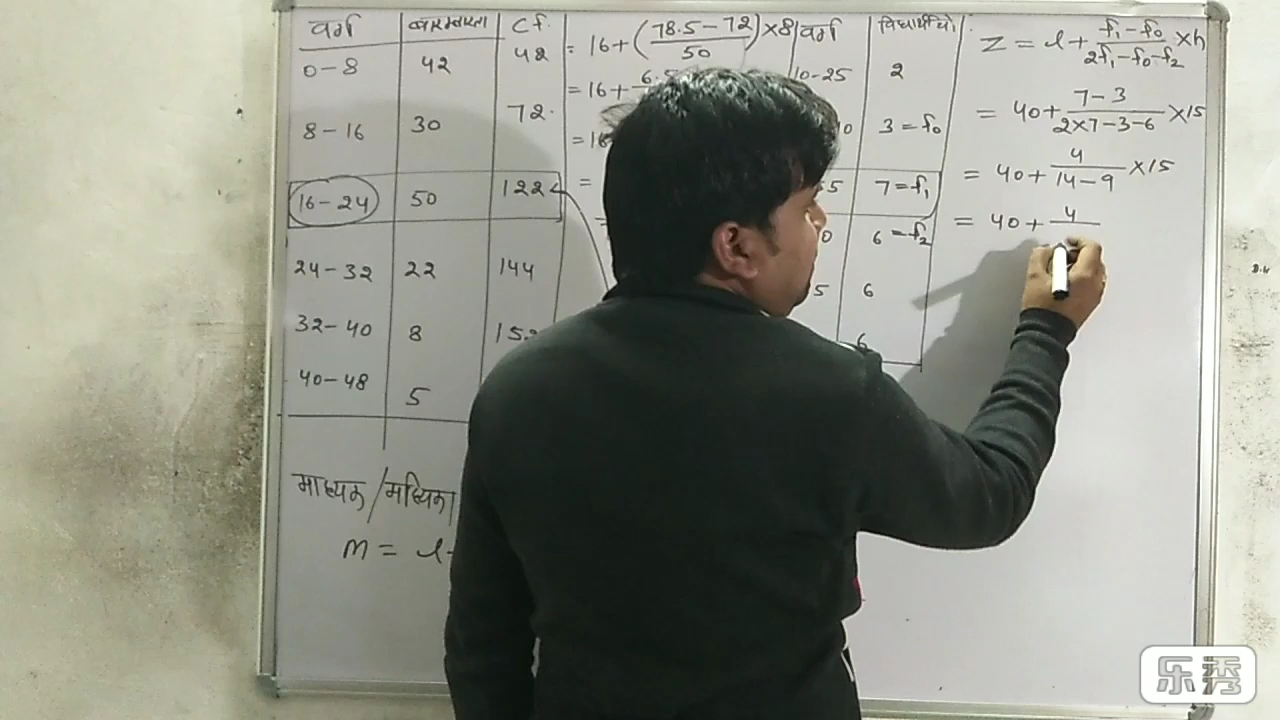 वर्ग बारम्बारता C.f.
0-8 42 42
8-16 30 72
16-24 50 122
24-32 22 144
32-40 8 152
40-48 5
माध्यक/मध्यिका
m = l
= 16+(78.5-72/50)×8
= 16+
= 16
=
वर्ग विद्यार्थियों
10-25 2
3 = f₀
7 = f₁
6 = f₂
6
6
Z = l + f₁-f₀/2f₁-f₀-f₂ ×h
= 40+ 7-3/2×7-3-6 ×15
= 40+ 4/14-9 ×15
= 40+ 4/
乐秀